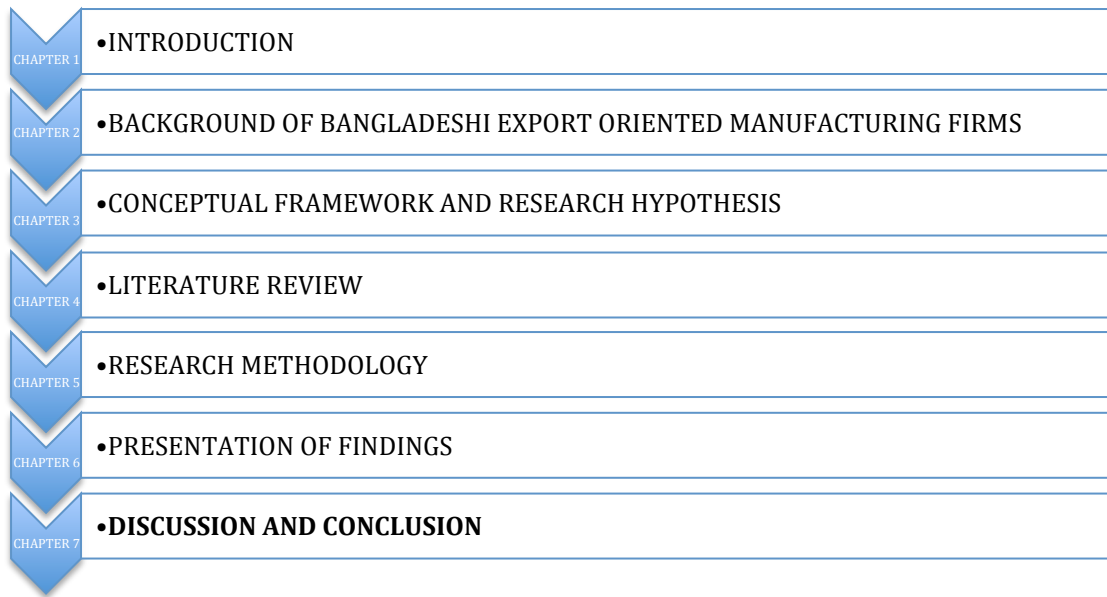 CHAPTER 1
•INTRODUCTION
CHAPTER 2
•BACKGROUND OF BANGLADESHI EXPORT ORIENTED MANUFACTURING FIRMS
CHAPTER 3
•CONCEPTUAL FRAMEWORK AND RESEARCH HYPOTHESIS
CHAPTER 4
•LITERATURE REVIEW
CHAPTER 5
•RESEARCH METHODOLOGY
CHAPTER 6
•PRESENTATION OF FINDINGS
CHAPTER 7
•DISCUSSION AND CONCLUSION